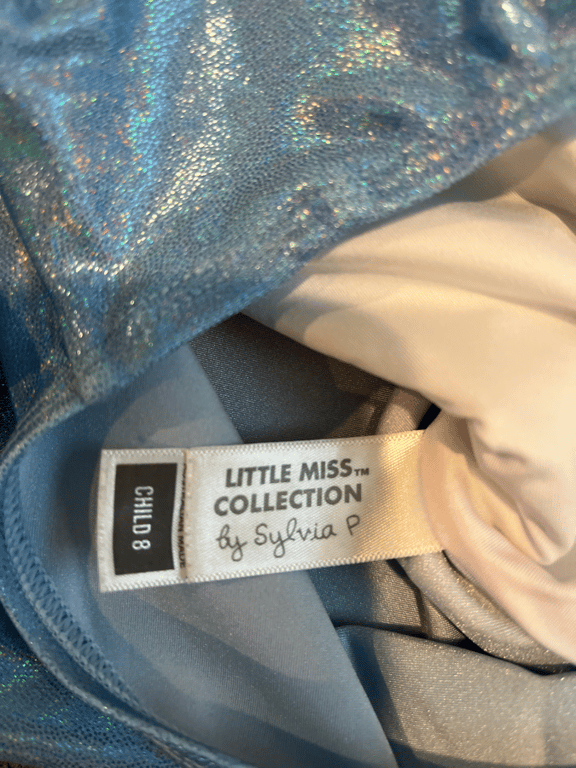 LITTLE MISS™
COLLECTION
by Sylvia P
CHILD 8